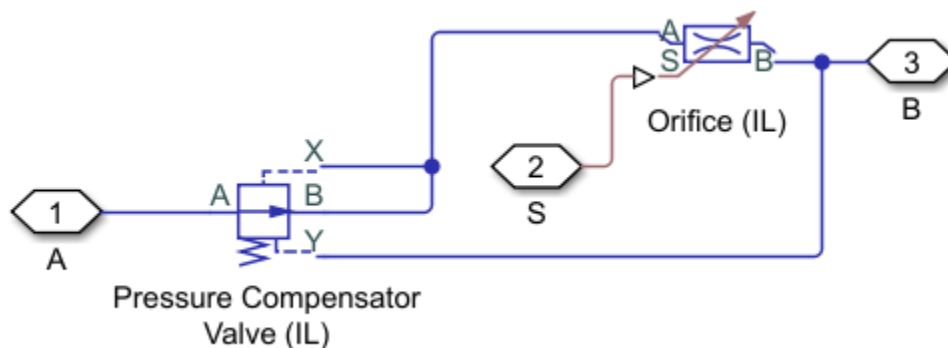 A
S
B
Orifice (IL)
3
B
2
S
X
A
B
Y
1
A
Pressure Compensator
Valve (IL)